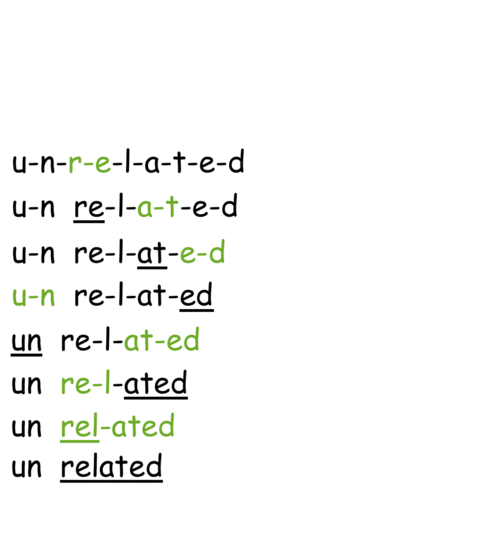 u-n-r-e-l-a-t-e-d
u-n re-l-a-t-e-d
u-n re-l-at-e-d
u-n re-l-at-ed
un re-l-at-ed
un re-l-ated
un rel-ated
un related